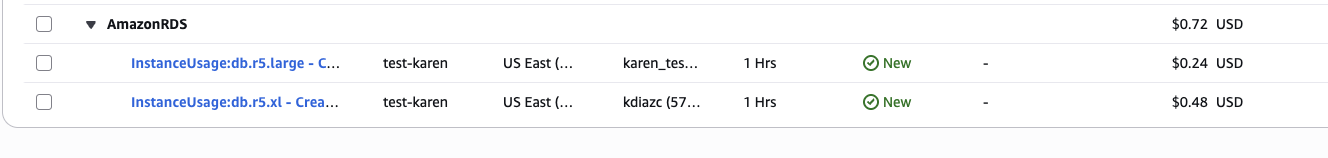 AmazonRDS $0.72 USD
InstanceUsage:db.r5.large - C... test-karen US East (... karen_tes... 1 Hrs New - $0.24 USD
InstanceUsage:db.r5.xl - Crea... test-karen US East (... kdiazc (57... 1 Hrs New - $0.48 USD